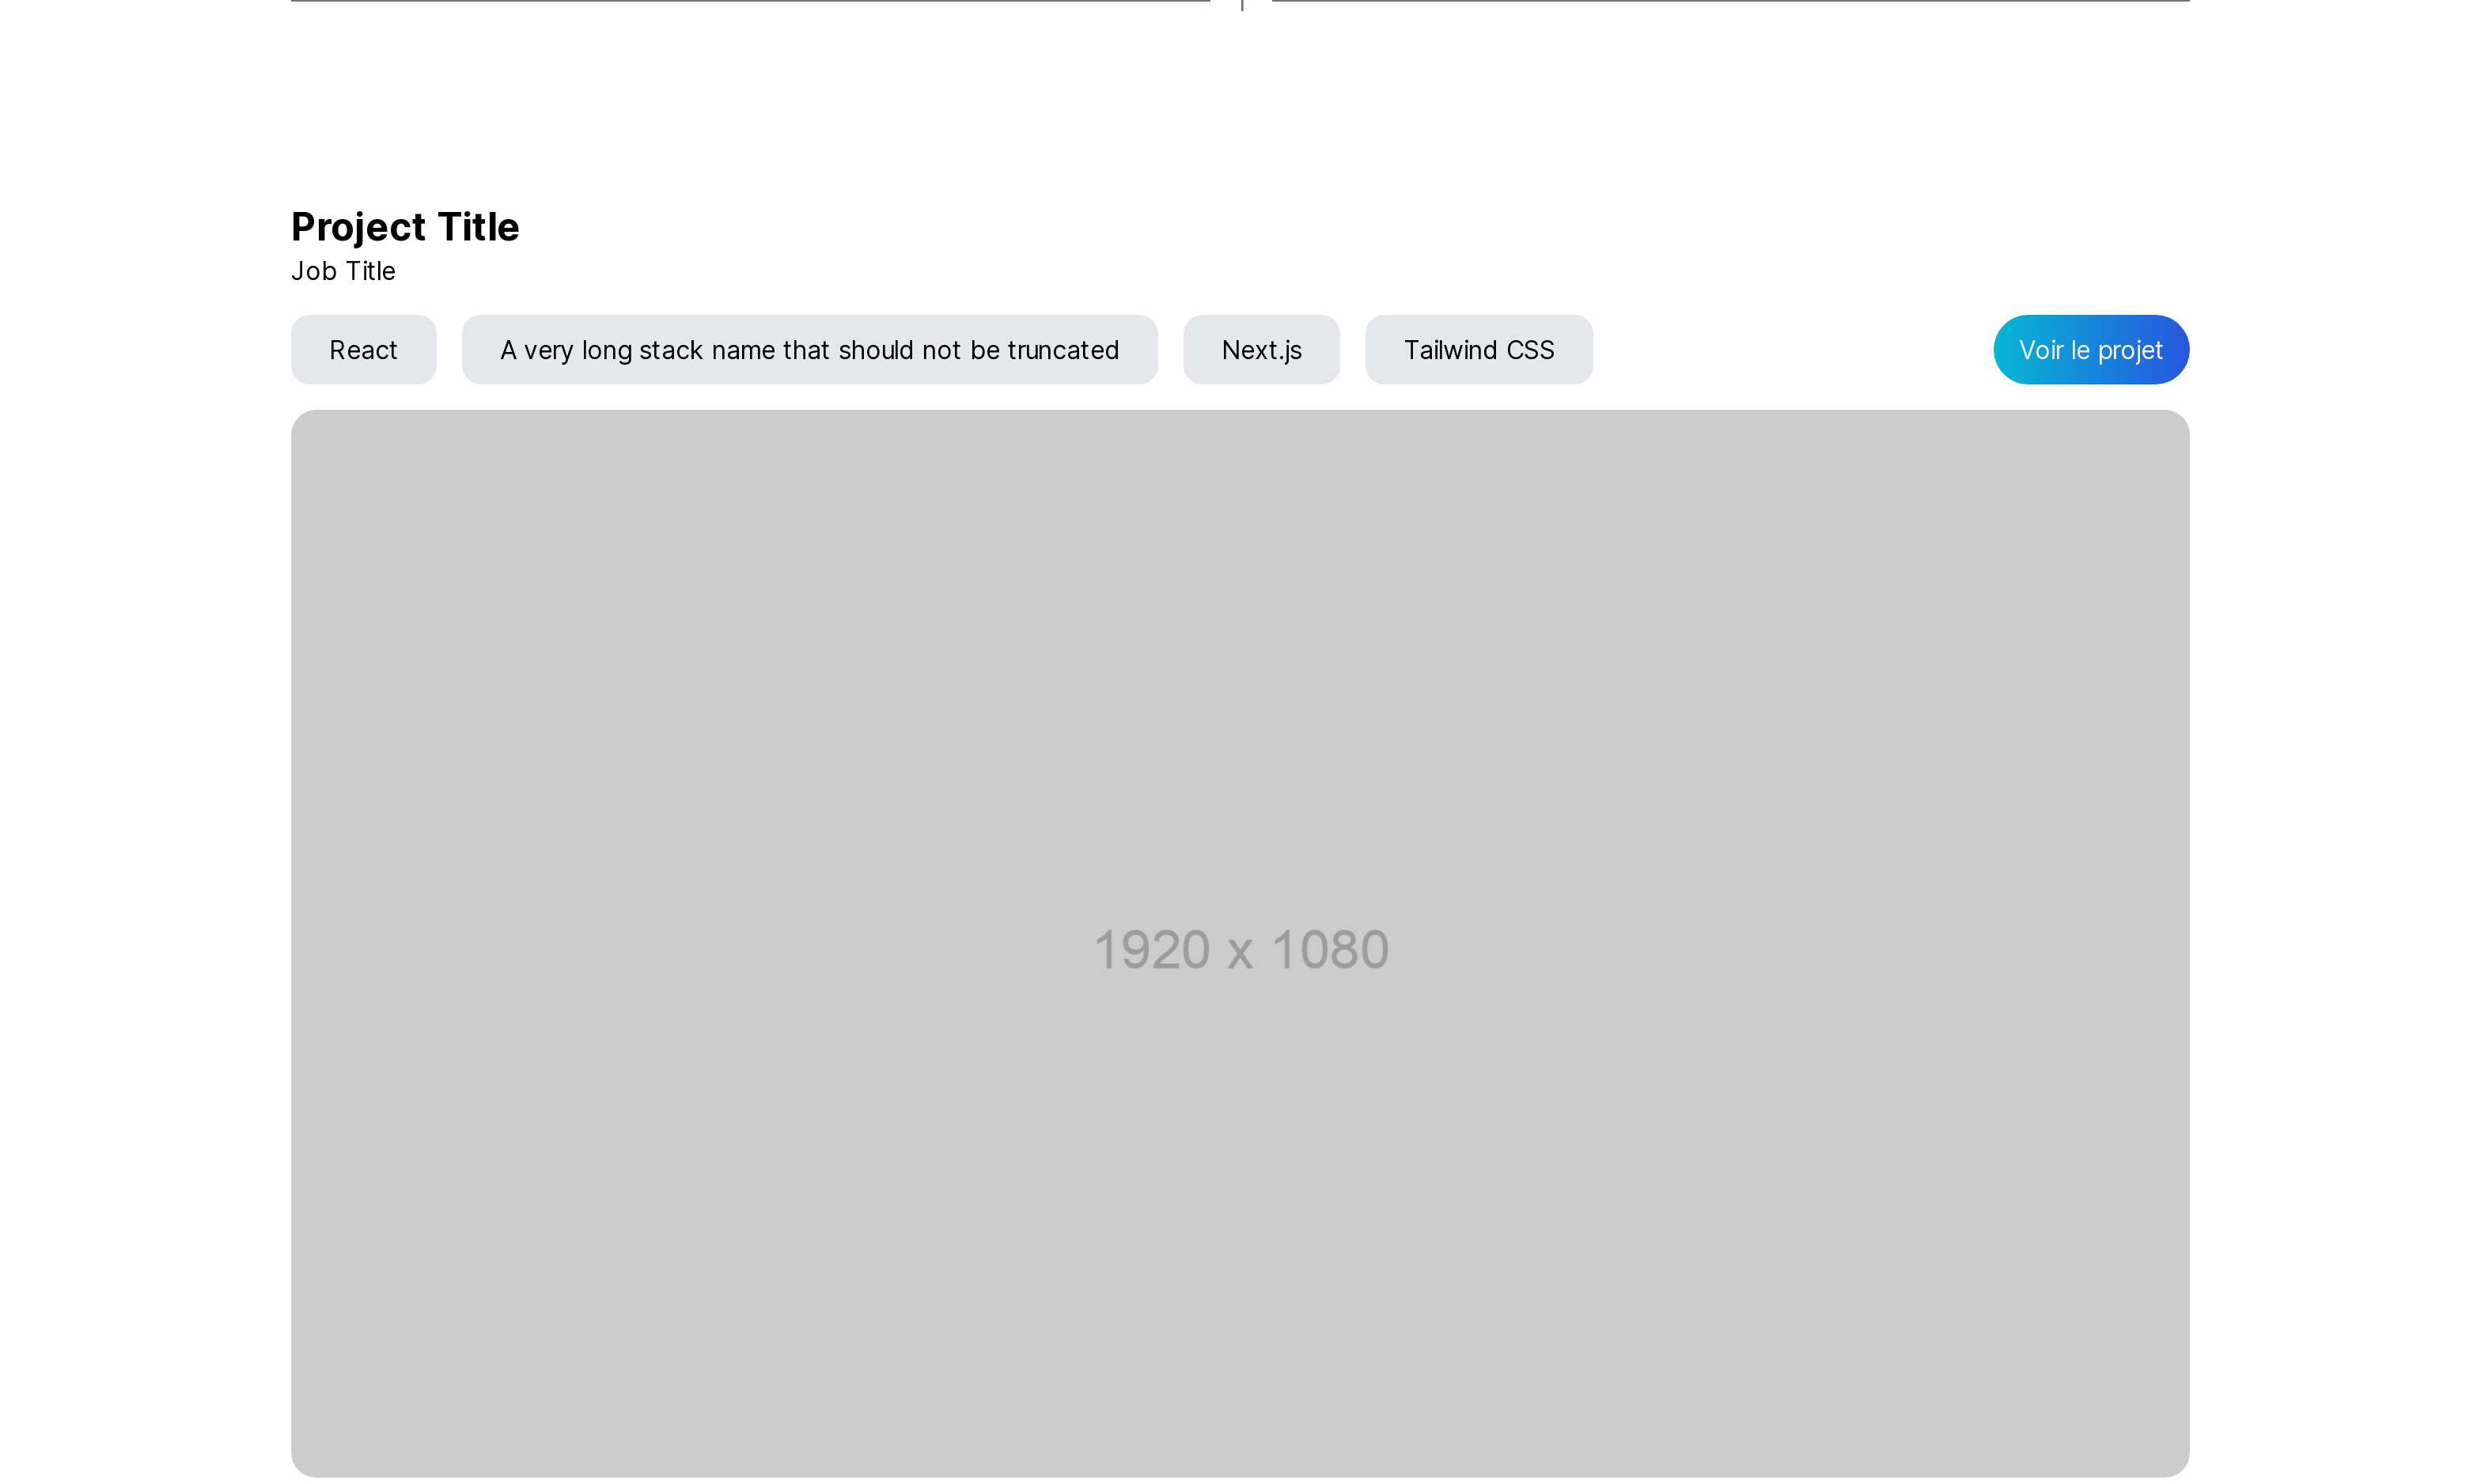 Project Title
Job Title
React
A very long stack name that should not be truncated
Next.js
Tailwind CSS
Voir le projet
1920 x 1080